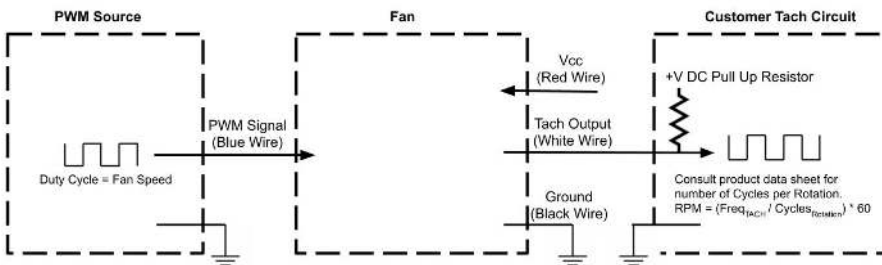 PWM Source
Fan
Customer Tach Circuit
Vcc
(Red Wire)
+V DC Pull Up Resistor
PWM Signal
(Blue Wire)
Tach Output
(White Wire)
Duty Cycle = Fan Speed
Consult product data sheet for
number of Cycles per Rotation.
RPM = (Freq_TACH / Cycles_Rotation) * 60
Ground
(Black Wire)